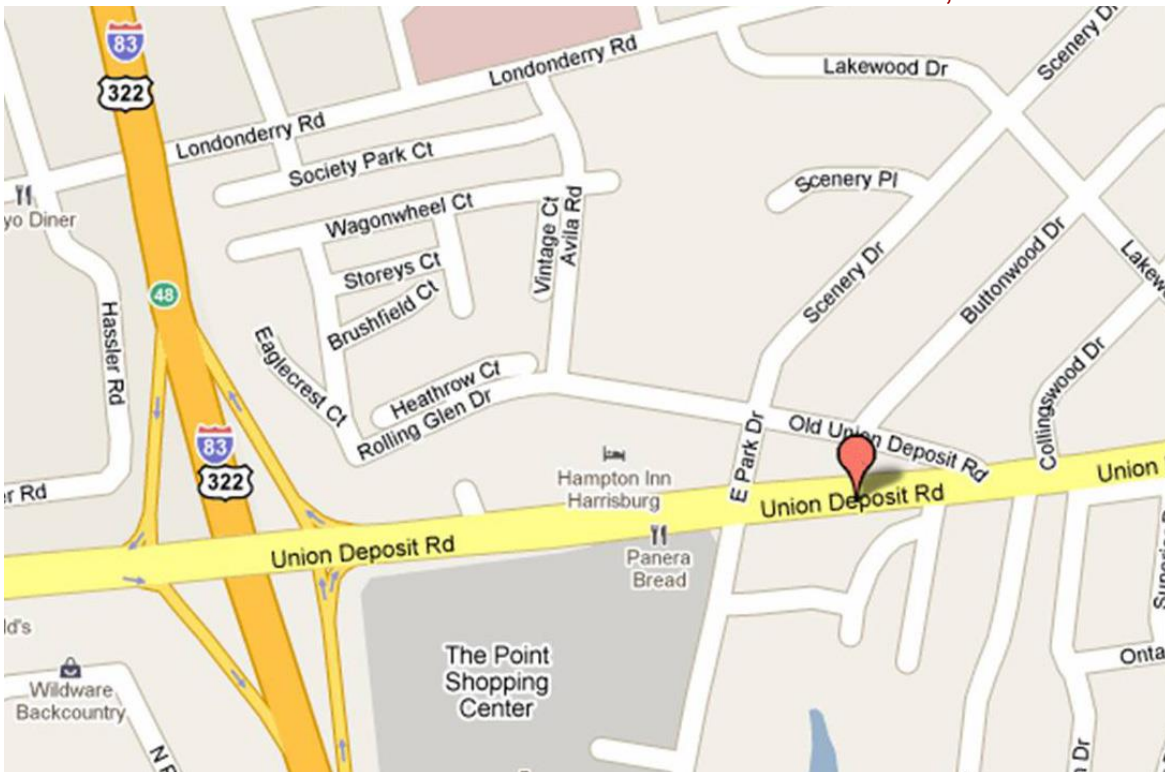 83
322
Londonderry Rd
Lakewood Dr
Scenery Dr
Londonderry Rd
Society Park Ct
Scenery Pl
yo Diner
Wagonwheel Ct
Vintage Ct
Avila Rd
Storeys Ct
Scenery Dr
Buttonwood Dr
Lakew
48
Hassler Rd
Brushfield Ct
Eaglecrest Ct
Heathrow Ct
Rolling Glen Dr
Collingswood Dr
83
322
E Park Dr
Old Union Deposit Rd
Hampton Inn
Harrisburg
er Rd
Union
Union Deposit Rd
Union Deposit Rd
Panera
Bread
ld's
The Point
Shopping
Center
Wildware
Backcountry
Onta
N
Dr